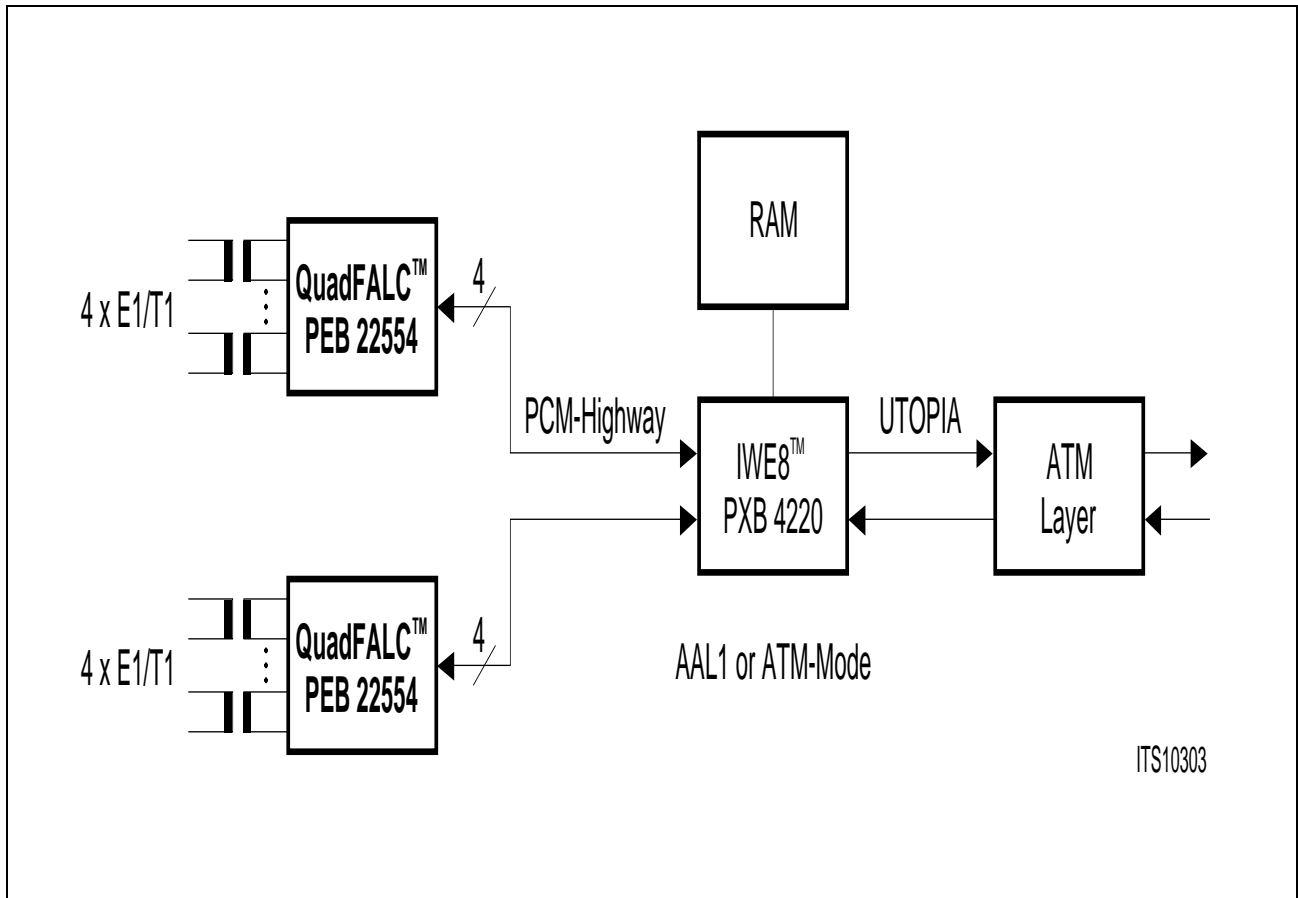 RAM
4 x E1/T1
QuadFALC™
PEB 22554
4
PCM-Highway
IWE8™
PXB 4220
UTOPIA
ATM
Layer
4 x E1/T1
QuadFALC™
PEB 22554
4
AAL1 or ATM-Mode
ITS10303